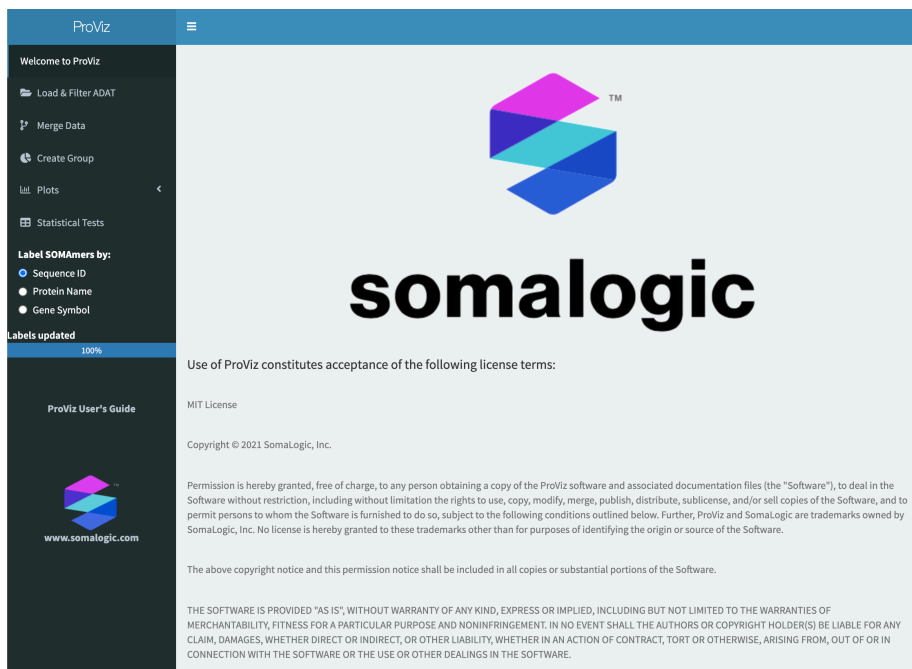 ProViz
Welcome to ProViz
Load & Filter ADAT
Merge Data
Create Group
Plots
Statistical Tests
Label SOMAmers by:
Sequence ID
Protein Name
Gene Symbol
Labels updated
100%
ProViz User's Guide
TM
www.somalogic.com
TM
somalogic
Use of ProViz constitutes acceptance of the following license terms:
MIT License
Copyright © 2021 SomaLogic, Inc.
Permission is hereby granted, free of charge, to any person obtaining a copy of the ProViz software and associated documentation files (the "Software"), to deal in the
Software without restriction, including without limitation the rights to use, copy, modify, merge, publish, distribute, sublicense, and/or sell copies of the Software, and to
permit persons to whom the Software is furnished to do so, subject to the following conditions outlined below. Further, ProViz and SomaLogic are trademarks owned by
SomaLogic, Inc. No license is hereby granted to these trademarks other than for purposes of identifying the origin or source of the Software.
The above copyright notice and this permission notice shall be included in all copies or substantial portions of the Software.
THE SOFTWARE IS PROVIDED "AS IS", WITHOUT WARRANTY OF ANY KIND, EXPRESS OR IMPLIED, INCLUDING BUT NOT LIMITED TO THE WARRANTIES OF
MERCHANTABILITY, FITNESS FOR A PARTICULAR PURPOSE AND NONINFRINGEMENT. IN NO EVENT SHALL THE AUTHORS OR COPYRIGHT HOLDER(S) BE LIABLE FOR ANY
CLAIM, DAMAGES, WHETHER DIRECT OR INDIRECT, OR OTHER LIABILITY, WHETHER IN AN ACTION OF CONTRACT, TORT OR OTHERWISE, ARISING FROM, OUT OF OR IN
CONNECTION WITH THE SOFTWARE OR THE USE OR OTHER DEALINGS IN THE SOFTWARE.